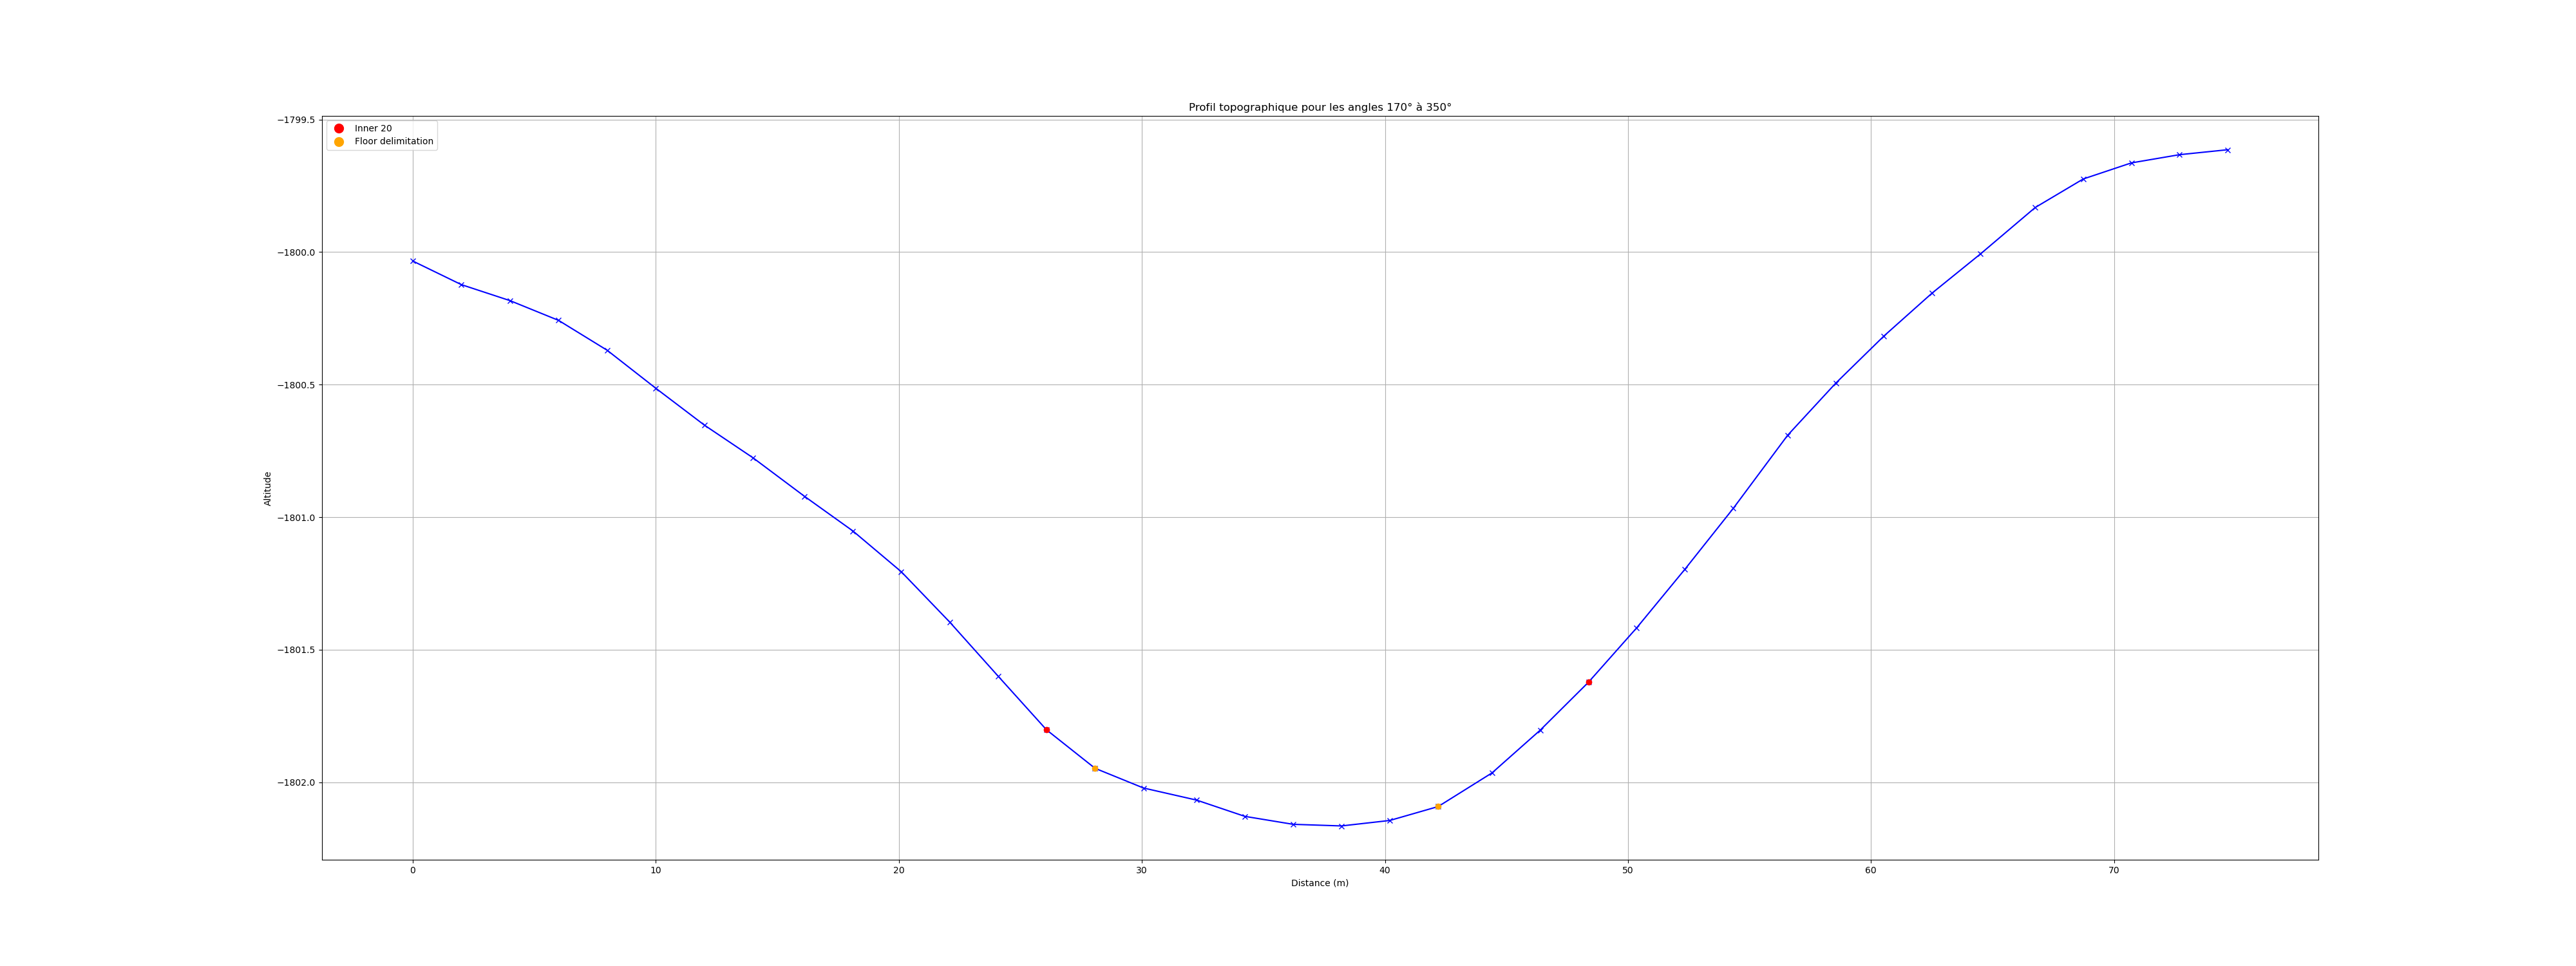 Profil topographique pour les angles 170° à 350°
Inner 20
Floor delimitation
−1799.5
−1800.0
−1800.5
−1801.0
−1801.5
−1802.0
Altitude
0 10 20 30 40 50 60 70
Distance (m)